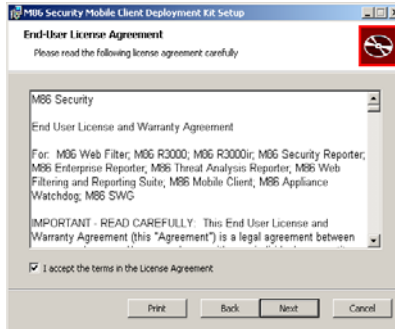 M86 Security Mobile Client Deployment Kit Setup
End-User License Agreement
Please read the following license agreement carefully
M86 Security
End User License and Warranty Agreement
For: M86 Web Filter; M86 R3000; M86 R3000ir; M86 Security Reporter;
M86 Enterprise Reporter; M86 Threat Analysis Reporter; M86 Web
Filtering and Reporting Suite; M86 Mobile Client; M86 Appliance
Watchdog; M86 SWG
IMPORTANT - READ CAREFULLY: This End User License and
Warranty Agreement (this "Agreement") is a legal agreement between
I accept the terms in the License Agreement
Print
Back
Next
Cancel